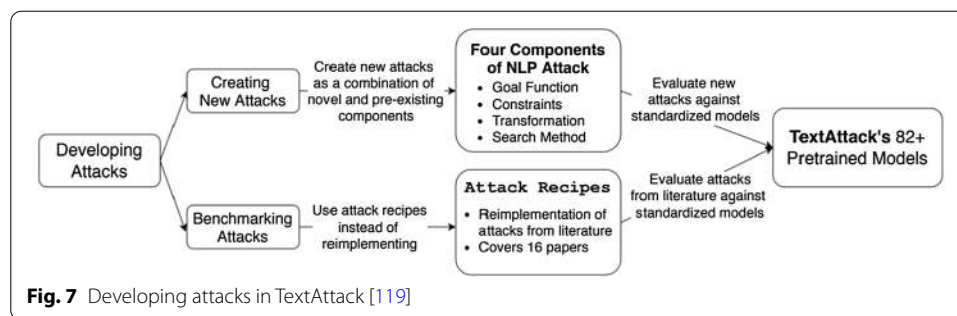 Developing
Attacks
Creating
New Attacks
Create new attacks
as a combination of
novel and pre-existing
components
Four Components
of NLP Attack
• Goal Function
• Constraints
• Transformation
• Search Method
Evaluate new
attacks against
standardized models
Benchmarking
Attacks
Use attack recipes
instead of
reimplementing
Attack Recipes
• Reimplementation of
attacks from literature
• Covers 16 papers
Evaluate attacks
from literature against
standardized models
TextAttack's 82+
Pretrained Models
Fig. 7 Developing attacks in TextAttack [119]